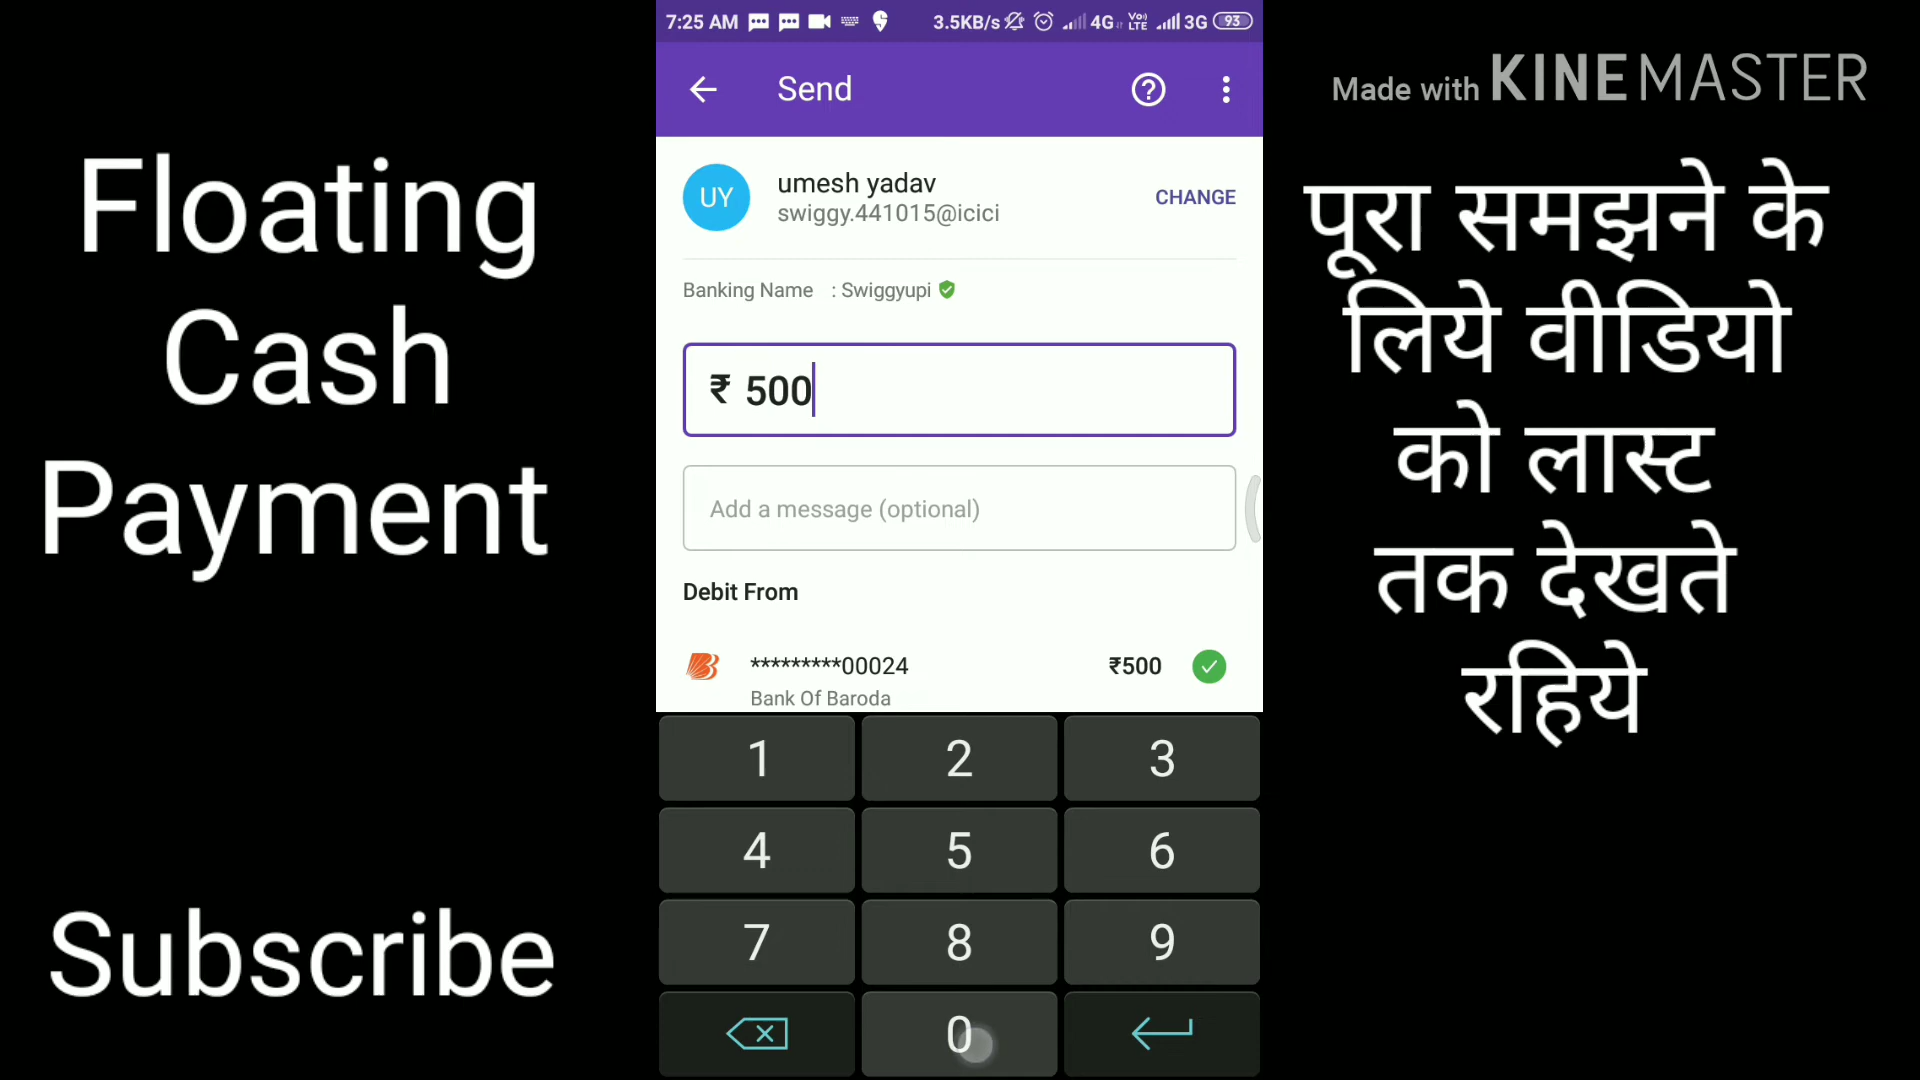 Floating
Cash
Payment
Subscribe
7:25 AM 3.5KB/s 4G Vo) LTE 3G 93
Send
UY
umesh yadav
swiggy.441015@icici
CHANGE
Banking Name : Swiggyupi
₹ 500
Add a message (optional)
Debit From
*********00024 ₹500
Bank Of Baroda
1 2 3
4 5 6
7 8 9
0
Made with KINEMASTER
पूरा समझने के
लिये वीडियो
को लास्ट
तक देखते
रहिये